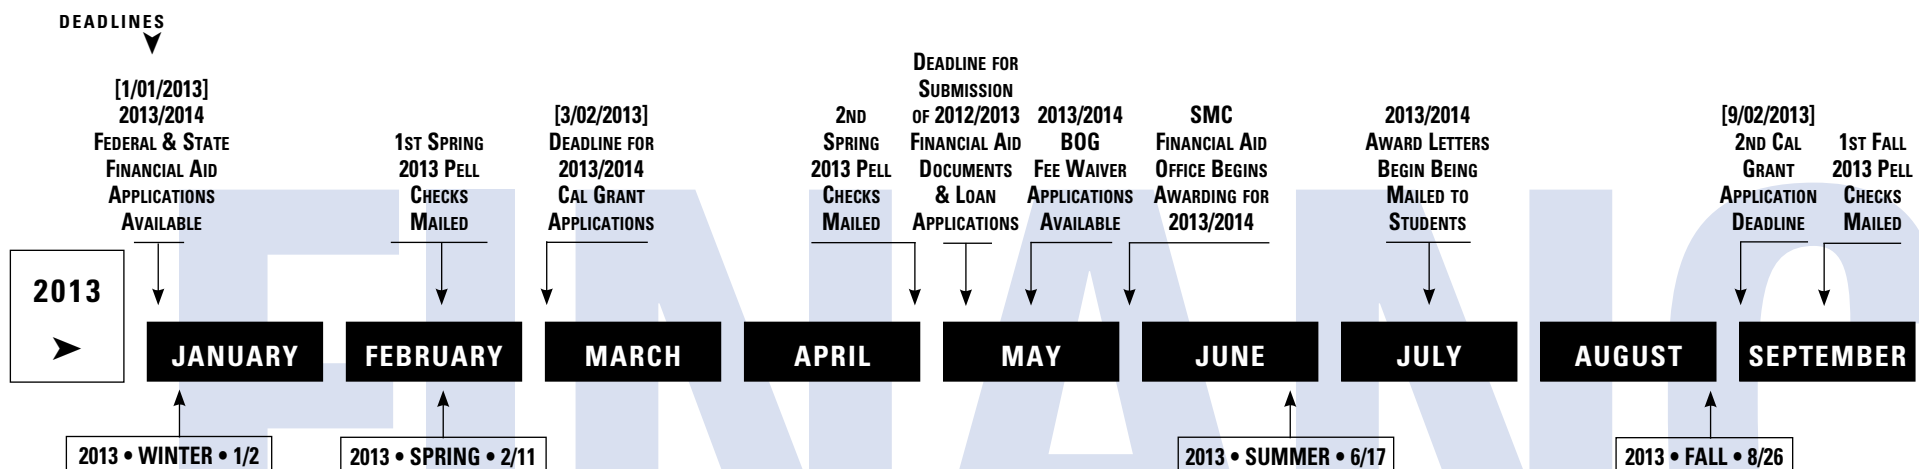 DEADLINES
[1/01/2013]
2013/2014
FEDERAL & STATE
FINANCIAL AID
APPLICATIONS
AVAILABLE
1ST SPRING
2013 PELL
CHECKS
MAILED
[3/02/2013]
DEADLINE FOR
2013/2014
CAL GRANT
APPLICATIONS
2ND
SPRING
2013 PELL
CHECKS
MAILED
DEADLINE FOR
SUBMISSION
OF 2012/2013
FINANCIAL AID
DOCUMENTS
& LOAN
APPLICATIONS
2013/2014
BOG
FEE WAIVER
APPLICATIONS
AVAILABLE
SMC
FINANCIAL AID
OFFICE BEGINS
AWARDING FOR
2013/2014
2013/2014
AWARD LETTERS
BEGIN BEING
MAILED TO
STUDENTS
[9/02/2013]
2ND CAL
GRANT
APPLICATION
DEADLINE
1ST FALL
2013 PELL
CHECKS
MAILED
2013
JANUARY
FEBRUARY
MARCH
APRIL
MAY
JUNE
JULY
AUGUST
SEPTEMBER
2013 • WINTER • 1/2
2013 • SPRING • 2/11
2013 • SUMMER • 6/17
2013 • FALL • 8/26
FINANC